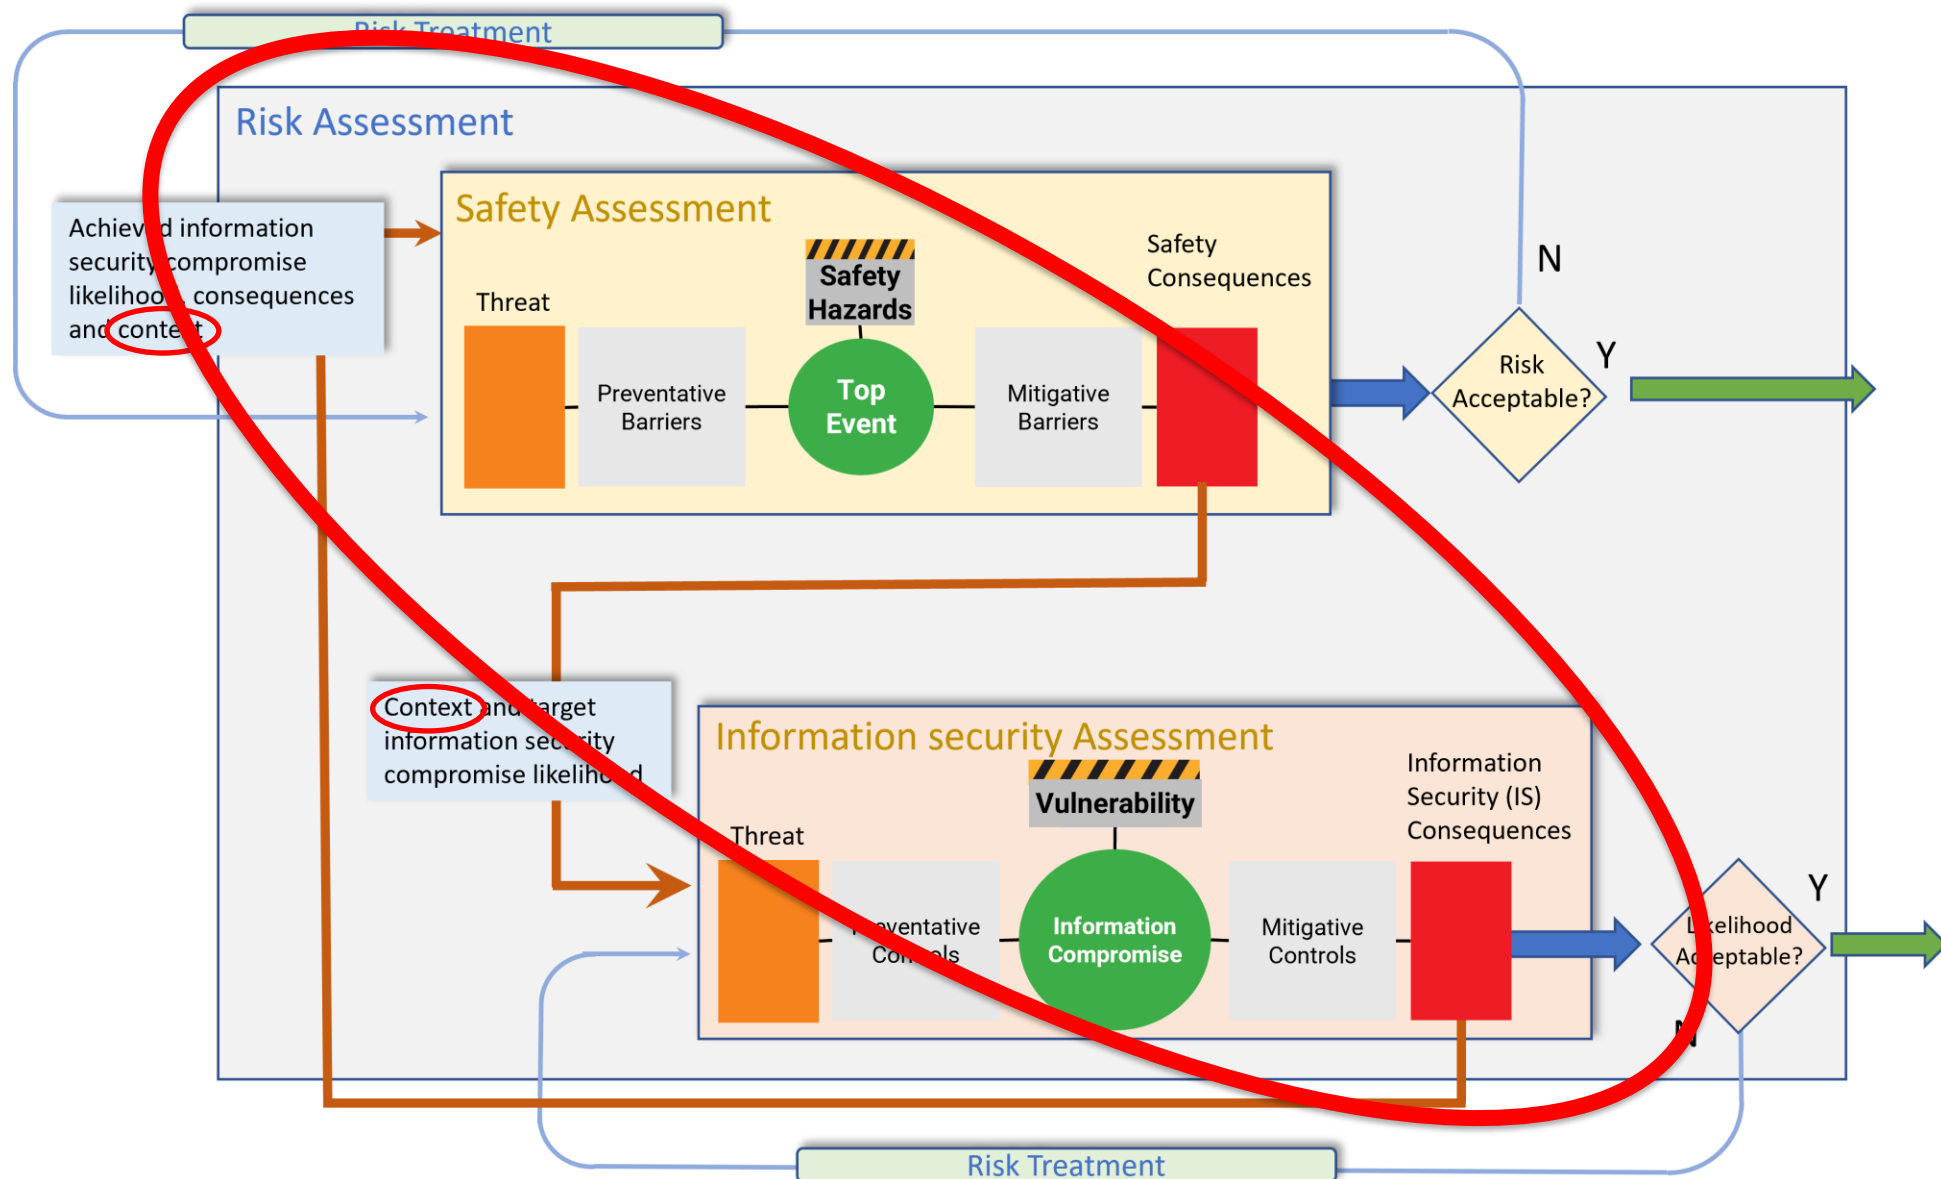 Risk Treatment
Risk Assessment
Achieved information
security compromise
likelihood, consequences
and context
Safety Assessment
Safety
Hazards
Safety
Consequences
Threat
Preventative
Barriers
Top
Event
Mitigative
Barriers
N
Risk
Acceptable?
Y
Context and target
information security
compromise likelihood
Information security Assessment
Vulnerability
Information
Security (IS)
Consequences
Threat
Preventative
Controls
Information
Compromise
Mitigative
Controls
Likelihood
Acceptable?
Y
N
Risk Treatment